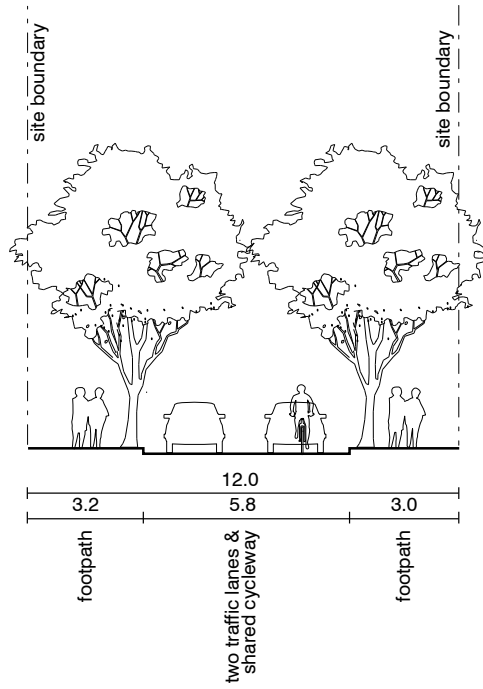 site boundary
site boundary
12.0
3.2
5.8
3.0
footpath
two traffic lanes &
shared cycleway
footpath